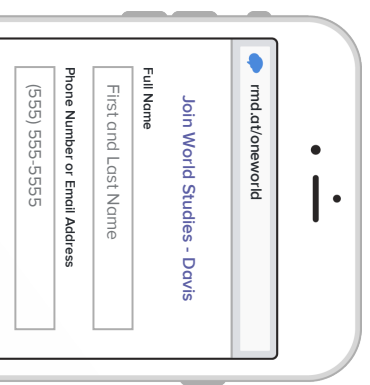 rmd.at/oneworld
Join World Studies - Davis
Full Name
First and Last Name
Phone Number or Email Address
(555) 555-5555